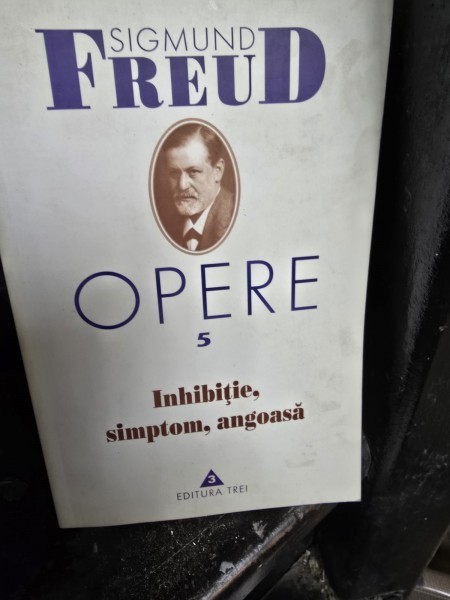 SIGMUND
FREUD
OPERE
5
Inhibiţie,
simptom, angoasă
3
EDITURA TREI